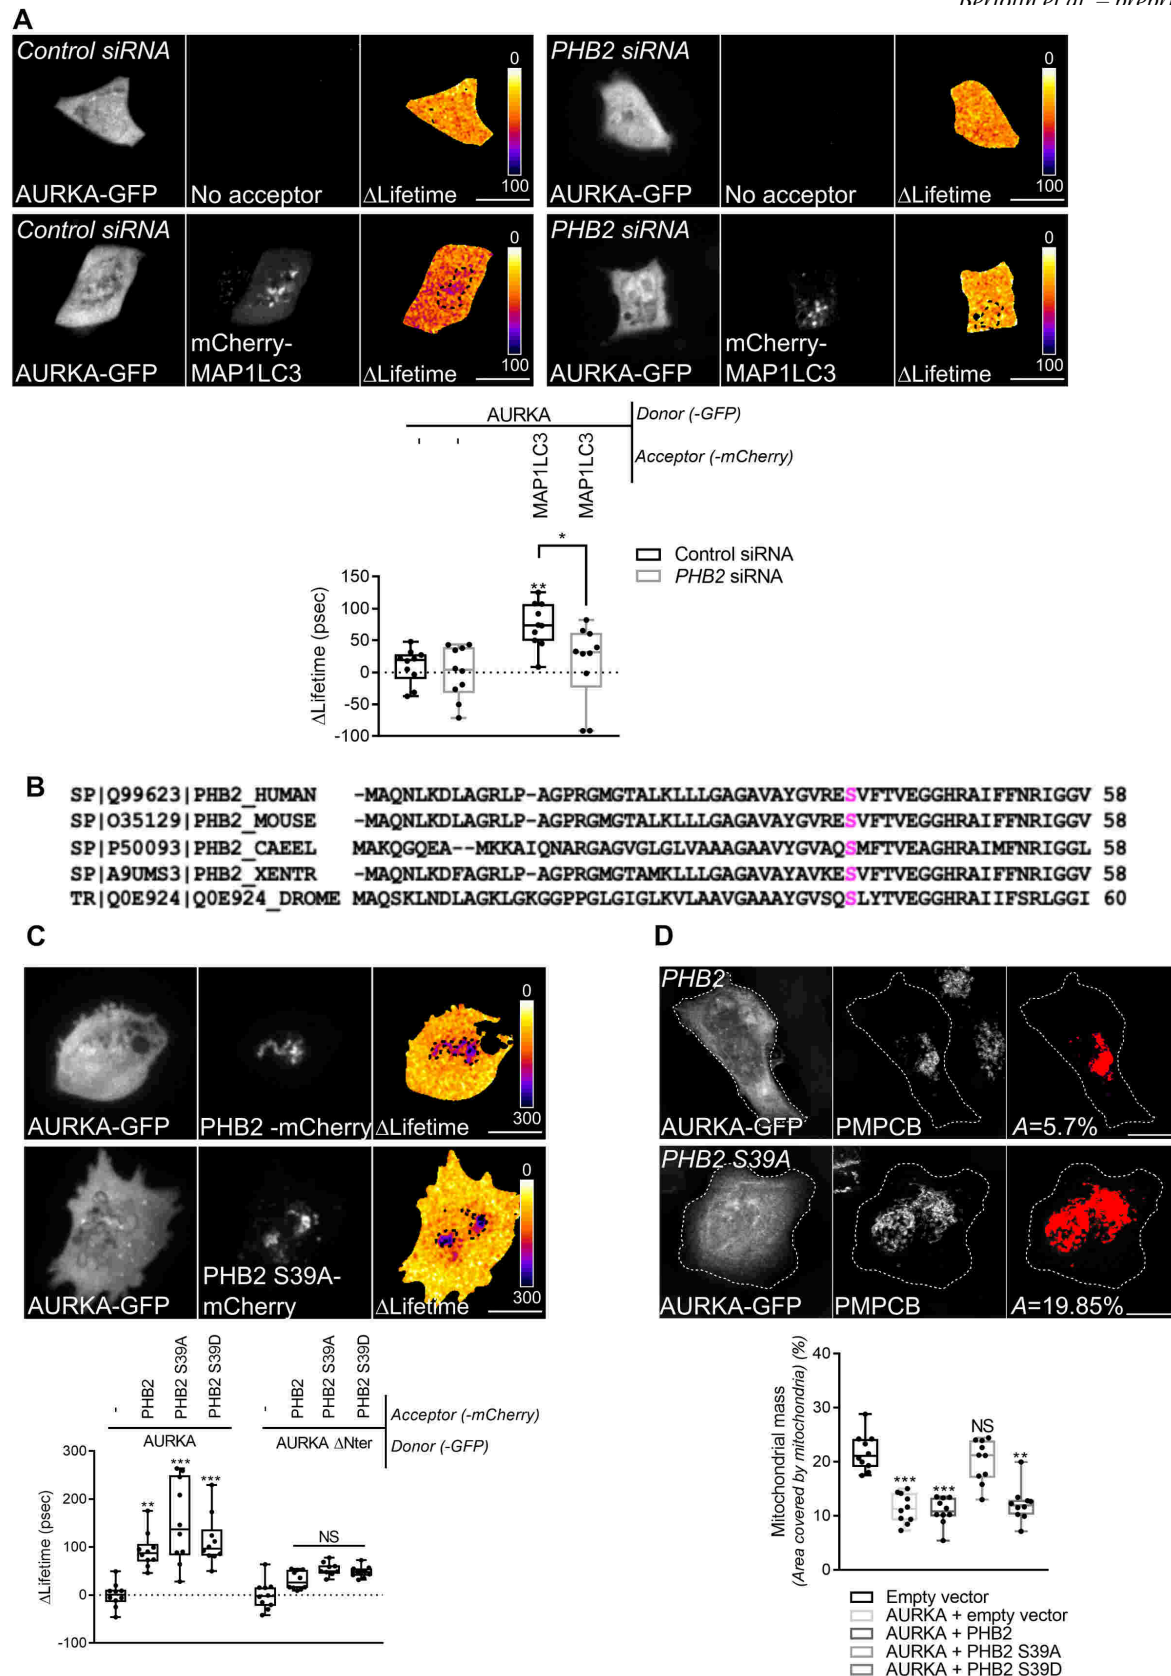 Bertolin et al. – prepri
A
Control siRNA
AURKA-GFP
No acceptor
ΔLifetime
0
100
PHB2 siRNA
AURKA-GFP
No acceptor
ΔLifetime
0
100
Control siRNA
AURKA-GFP
mCherry-
MAP1LC3
ΔLifetime
0
100
PHB2 siRNA
AURKA-GFP
mCherry-
MAP1LC3
ΔLifetime
0
100
AURKA
Donor (-GFP)
- - MAP1LC3 MAP1LC3
Acceptor (-mCherry)
*
**
Control siRNA
PHB2 siRNA
ΔLifetime (psec)
150
100
50
0
-50
-100
B
SP|Q99623|PHB2_HUMAN -MAQNLKDLAGRLP-AGPRGMGTALKLLLGAGAVAYGVRESVFTVEGGHRAIFFNRIGGV 58
SP|O35129|PHB2_MOUSE -MAQNLKDLAGRLP-AGPRGMGTALKLLLGAGAVAYGVRESVFTVEGGHRAIFFNRIGGV 58
SP|P50093|PHB2_CAEEL MAKQGQEA--MKKAIQNARGAGVGLGLVAAAGAAVYGVAQSMFTVEAGHRAIMFNRIGGL 58
SP|A9UMS3|PHB2_XENTR -MAQNLKDFAGRLP-AGPRGMGTAMKLLLGAGALAYAVKESVFTVEGGHRAIFFNRIGGV 58
TR|Q0E924|Q0E924_DROME MAQSKLNDLAGKLGKGGPPGLGIGLKVLAAVGAAAYGVSQSLYTVEGGHRAIIFSRLGGI 60
C
AURKA-GFP
PHB2 -mCherry
ΔLifetime
0
300
AURKA-GFP
PHB2 S39A-
mCherry
ΔLifetime
0
300
- PHB2 PHB2 S39A PHB2 S39D - PHB2 PHB2 S39A PHB2 S39D
Acceptor (-mCherry)
AURKA AURKA ΔNter Donor (-GFP)
ΔLifetime (psec)
300
200
100
0
-100
** *** ***
NS
D
PHB2
AURKA-GFP
PMPCB
A=5.7%
PHB2 S39A
AURKA-GFP
PMPCB
A=19.85%
Mitochondrial mass
(Area covered by mitochondria) (%)
40
30
20
10
0
*** *** NS **
Empty vector
AURKA + empty vector
AURKA + PHB2
AURKA + PHB2 S39A
AURKA + PHB2 S39D